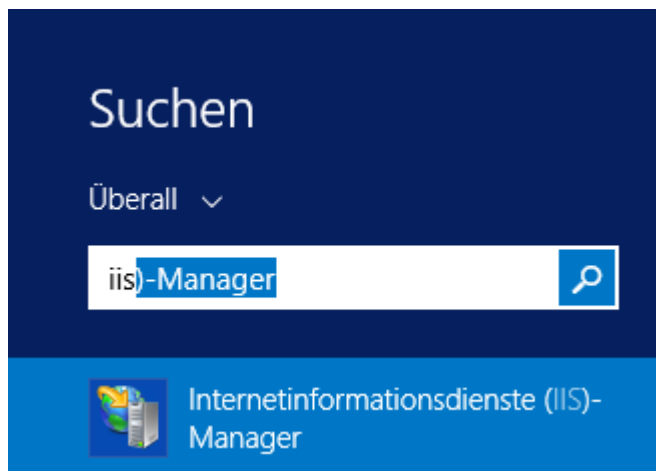 Suchen
Überall
iis)-Manager
Internetinformationsdienste (IIS)-
Manager